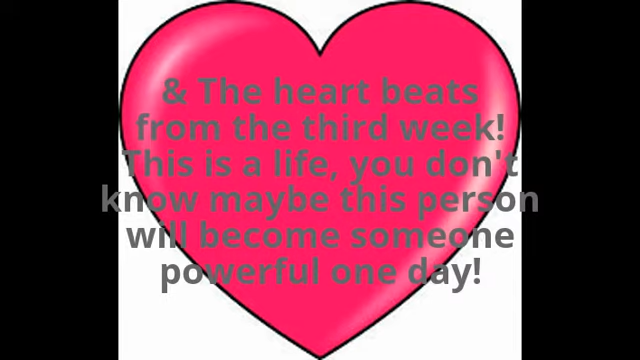 & The heart beats
from the third week!
This is a life, you don't
know maybe this person
will become someone
powerful one day!